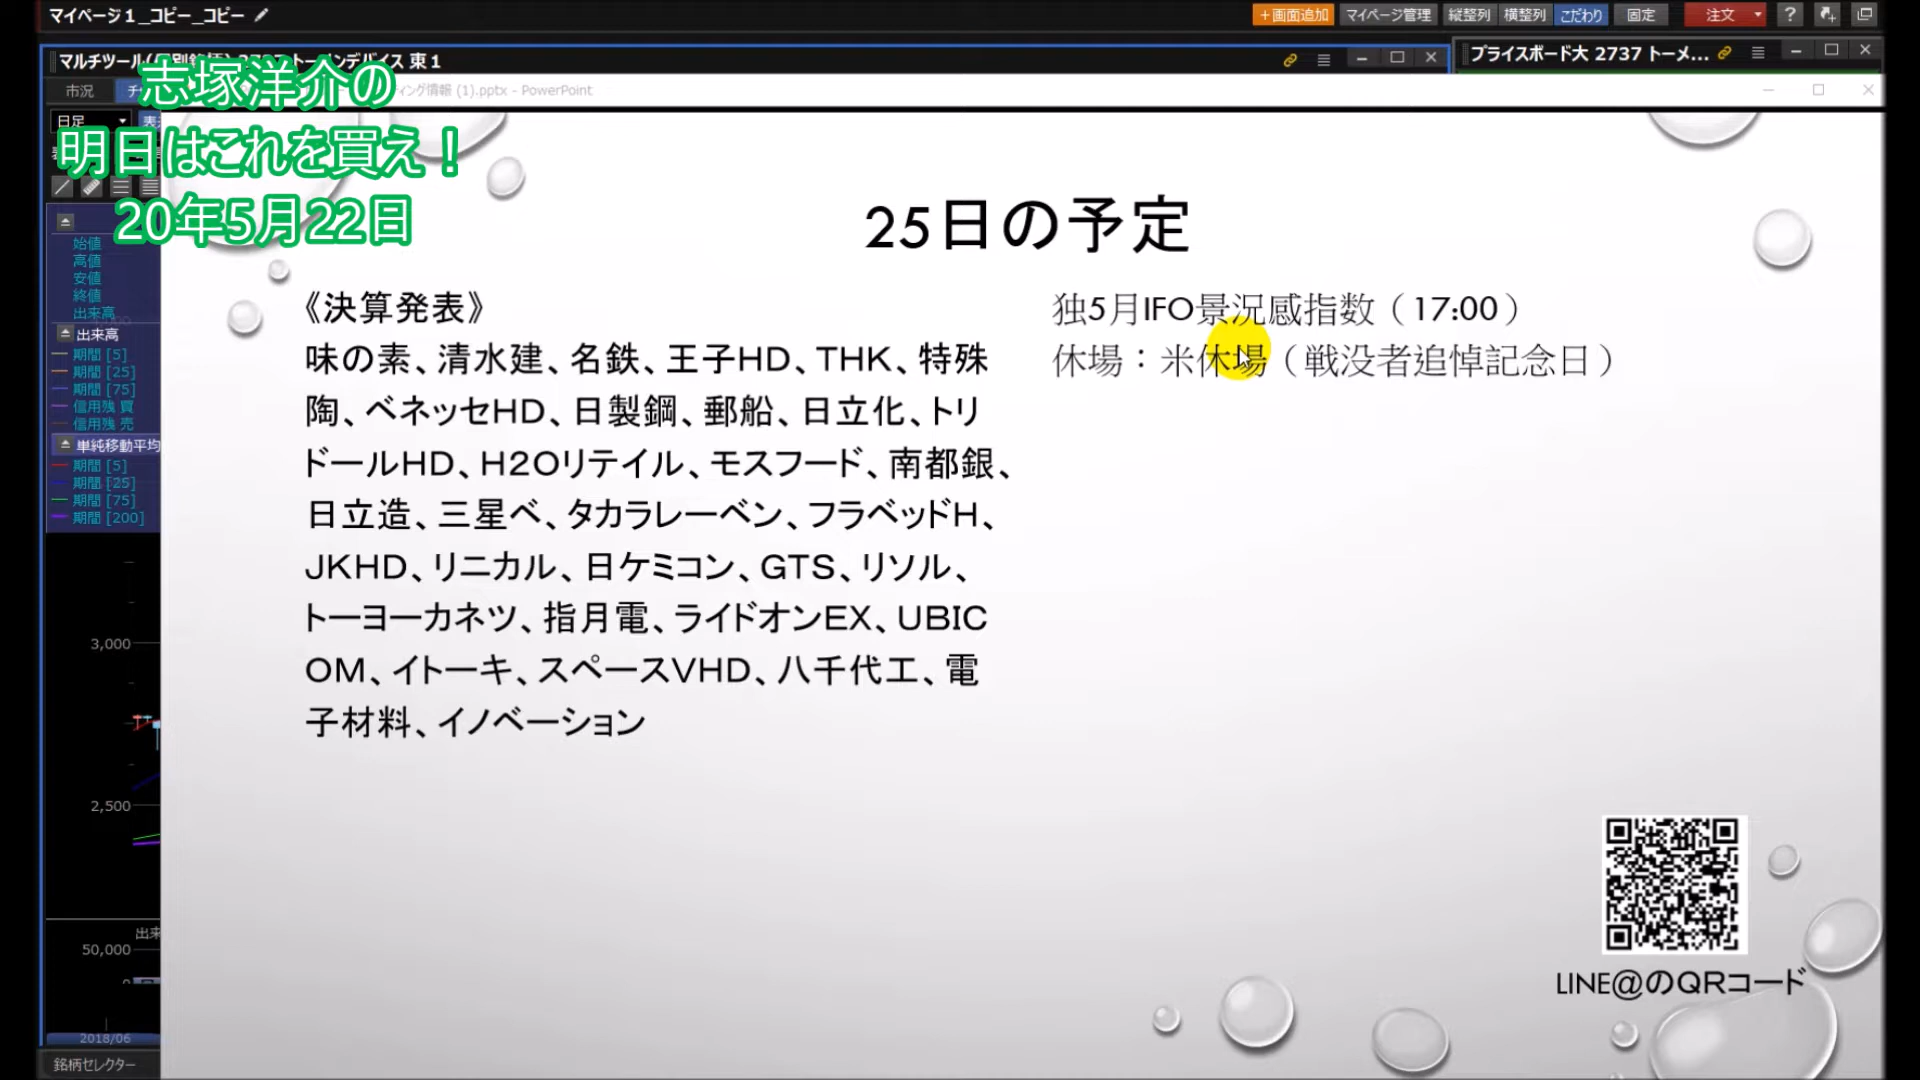 マイページ１_コピー_コピー
＋画面追加 マイページ管理 縦整列 横整列 こだわり 固定 注文 ?
東１
プライスボード大 2737 トーメ...
市況
ィング情報 (1).pptx - PowerPoint
志塚洋介の
明日はこれを買え！
20年5月22日
日足
始値
高値
安値
終値
出来高
出来高
期間 [5]
期間 [25]
期間 [75]
信用残 買
信用残 売
単純移動平均
期間 [5]
期間 [25]
期間 [75]
期間 [200]
3,000
2,500
出来
50,000
0
2018/06
銘柄セレクター
25日の予定
《決算発表》
味の素、清水建、名鉄、王子HD、THK、特殊
陶、ベネッセHD、日製鋼、郵船、日立化、トリ
ドールHD、H2Oリテイル、モスフード、南都銀、
日立造、三星ベ、タカラレーベン、フラベッドH、
JKHD、リニカル、日ケミコン、GTS、リソル、
トーヨーカネツ、指月電、ライドオンEX、UBIC
OM、イトーキ、スペースVHD、八千代工、電
子材料、イノベーション
独5月IFO景況感指数（17:00）
休場：米休場（戦没者追悼記念日）
LINE@のQRコード